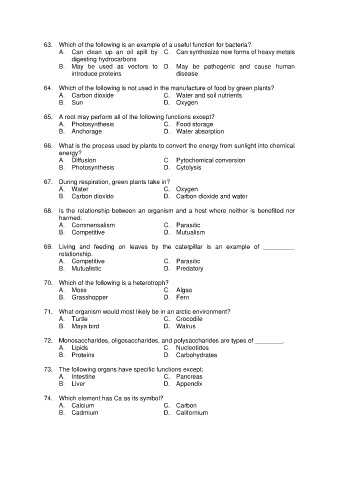 63. Which of the following is an example of a useful function for bacteria?
A. Can clean up an oil spill by digesting hydrocarbons
C. Can synthesize new forms of heavy metals
B. May be used as vectors to introduce proteins
D. May be pathogenic and cause human disease
64. Which of the following is not used in the manufacture of food by green plants?
A. Carbon dioxide C. Water and soil nutrients
B. Sun D. Oxygen
65. A root may perform all of the following functions except?
A. Photosynthesis C. Food storage
B. Anchorage D. Water absorption
66. What is the process used by plants to convert the energy from sunlight into chemical
energy?
A. Diffusion C. Pytochemical conversion
B. Photosynthesis D. Cytolysis
67. During respiration, green plants take in?
A. Water C. Oxygen
B. Carbon dioxide D. Carbon dioxide and water
68. Is the relationship between an organism and a host where neither is benefited nor
harmed:
A. Commensalism C. Parasitic
B. Competitive D. Mutualism
69. Living and feeding on leaves by the caterpillar is an example of _________
relationship.
A. Competitive C. Parasitic
B. Mutualistic D. Predatory
70. Which of the following is a heterotroph?
A. Moss C. Algae
B. Grasshopper D. Fern
71. What organism would most likely be in an arctic environment?
A. Turtle C. Crocodile
B. Maya bird D. Walrus
72. Monosaccharides, oligosaccharides, and polysaccharides are types of ________.
A. Lipids C. Nucleotides
B. Proteins D. Carbohydrates
73. The following organs have specific functions except:
A. Intestine C. Pancreas
B. Liver D. Appendix
74. Which element has Ca as its symbol?
A. Calcium C. Carbon
B. Cadmium D. Californium